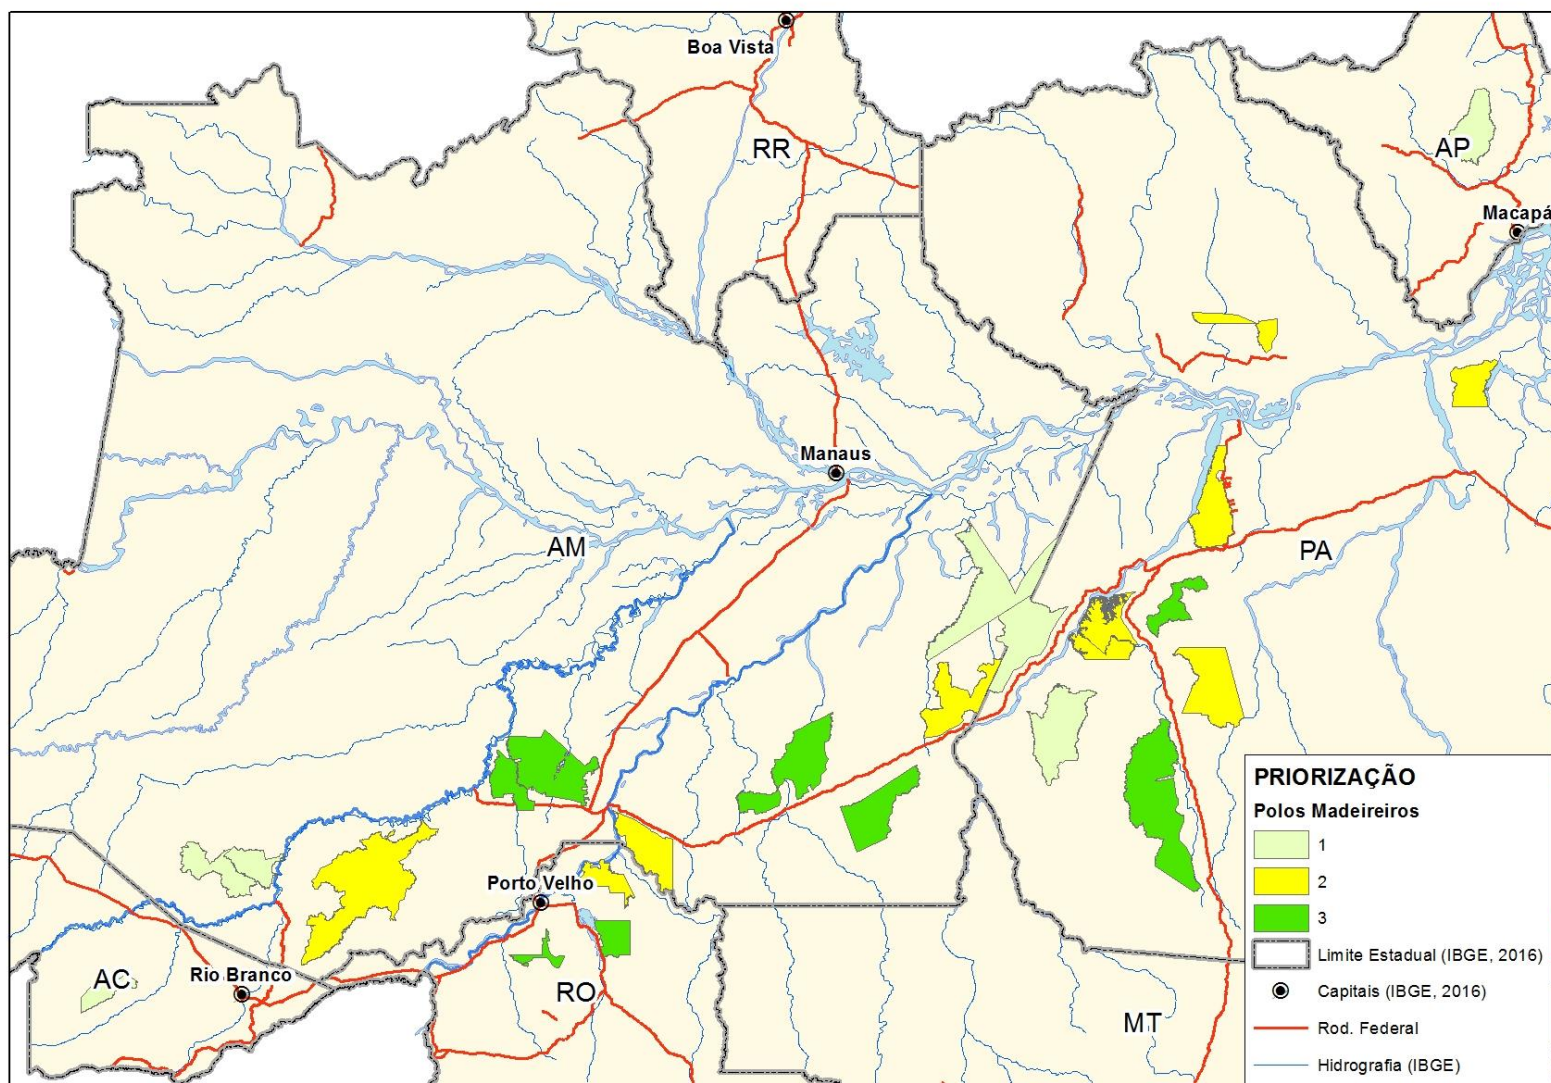 Boa Vista
RR
AP
Macapá
Manaus
AM
PA
Porto Velho
AC
Rio Branco
RO
MT
PRIORIZAÇÃO
Polos Madeireiros
1
2
3
Limite Estadual (IBGE, 2016)
Capitais (IBGE, 2016)
Rod. Federal
Hidrografia (IBGE)